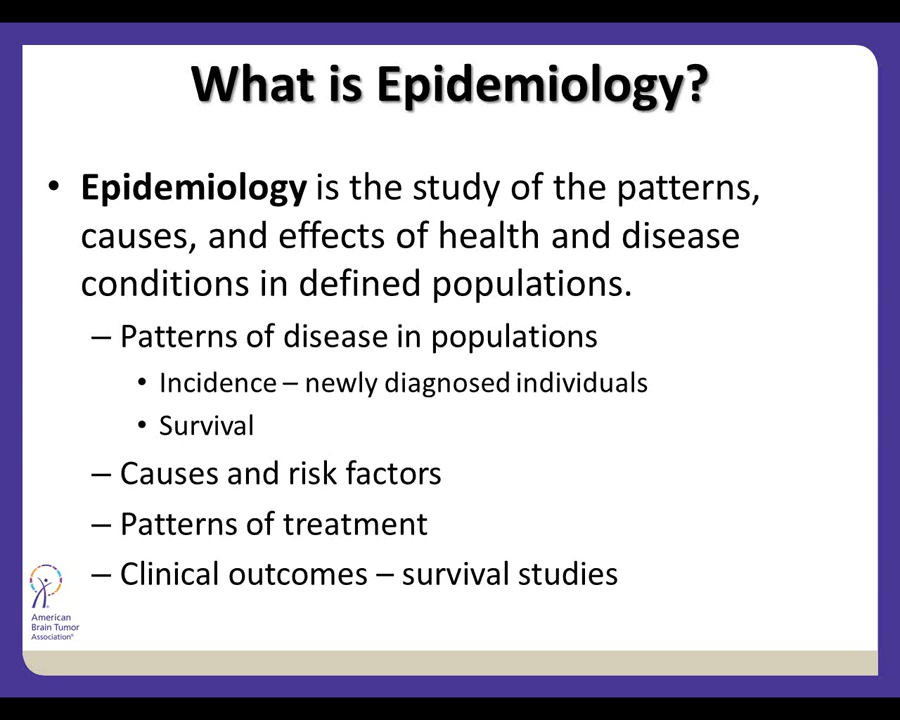 What is Epidemiology?
• Epidemiology is the study of the patterns,
causes, and effects of health and disease
conditions in defined populations.
– Patterns of disease in populations
• Incidence – newly diagnosed individuals
• Survival
– Causes and risk factors
– Patterns of treatment
– Clinical outcomes – survival studies
American
Brain Tumor
Association®